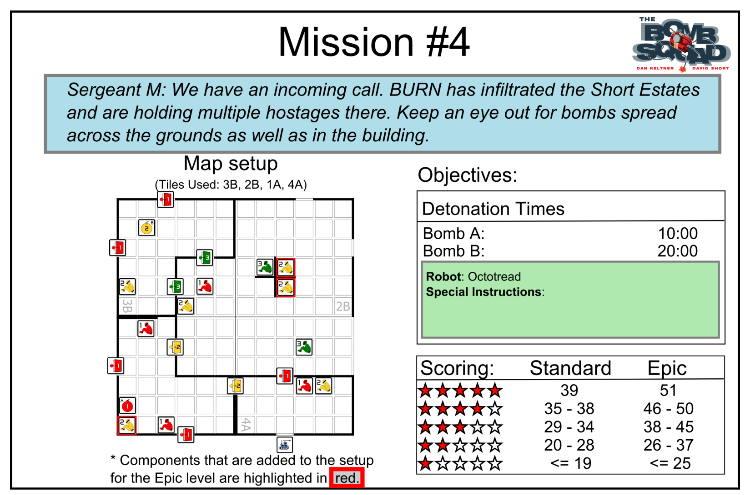 Mission #4
THE
BOMB
SQUAD
DAN KELTNER DAVID SHORT
Sergeant M: We have an incoming call. BURN has infiltrated the Short Estates
and are holding multiple hostages there. Keep an eye out for bombs spread
across the grounds as well as in the building.
Map setup
(Tiles Used: 3B, 2B, 1A, 4A)
3B
2B
4A
* Components that are added to the setup
for the Epic level are highlighted in red.
Objectives:
Detonation Times
Bomb A: 10:00
Bomb B: 20:00
Robot: Octotread
Special Instructions:
Scoring: Standard Epic
39 51
35 - 38 46 - 50
29 - 34 38 - 45
20 - 28 26 - 37
<= 19 <= 25